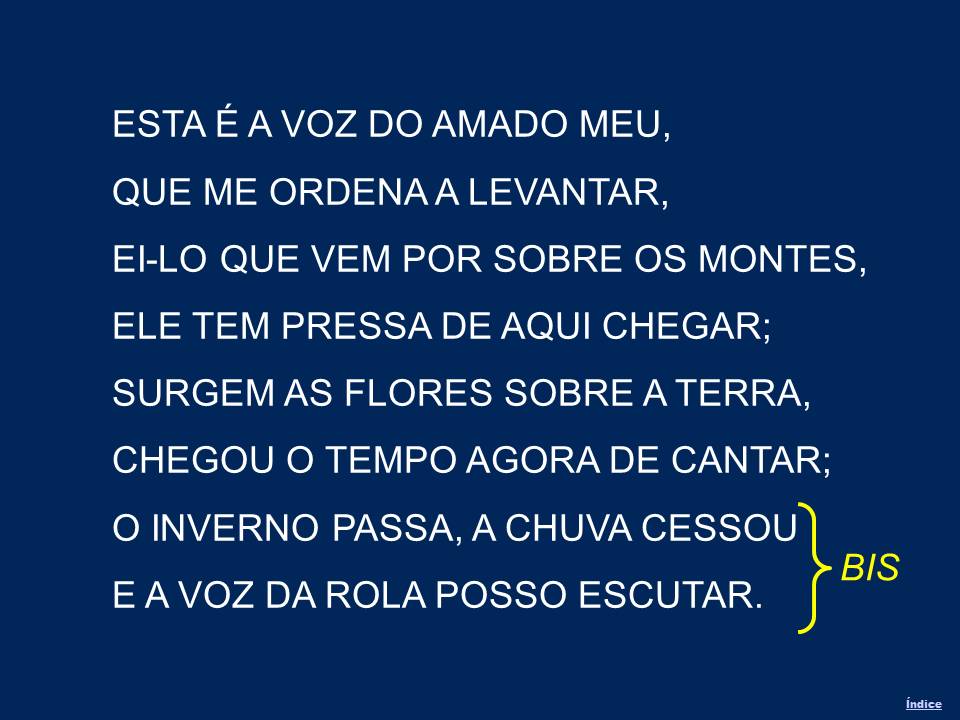 ESTA É A VOZ DO AMADO MEU,
QUE ME ORDENA A LEVANTAR,
EI-LO QUE VEM POR SOBRE OS MONTES,
ELE TEM PRESSA DE AQUI CHEGAR;
SURGEM AS FLORES SOBRE A TERRA,
CHEGOU O TEMPO AGORA DE CANTAR;
O INVERNO PASSA, A CHUVA CESSOU
E A VOZ DA ROLA POSSO ESCUTAR.
BIS
Índice